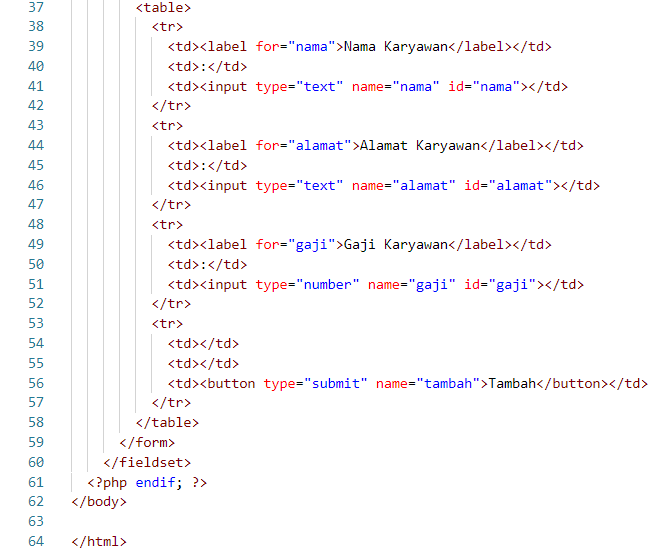 37 <table>
38 <tr>
39 <td><label for="nama">Nama Karyawan</label></td>
40 <td>:</td>
41 <td><input type="text" name="nama" id="nama"></td>
42 </tr>
43 <tr>
44 <td><label for="alamat">Alamat Karyawan</label></td>
45 <td>:</td>
46 <td><input type="text" name="alamat" id="alamat"></td>
47 </tr>
48 <tr>
49 <td><label for="gaji">Gaji Karyawan</label></td>
50 <td>:</td>
51 <td><input type="number" name="gaji" id="gaji"></td>
52 </tr>
53 <tr>
54 <td></td>
55 <td></td>
56 <td><button type="submit" name="tambah">Tambah</button></td>
57 </tr>
58 </table>
59 </form>
60 </fieldset>
61 <?php endif; ?>
62 </body>
63
64 </html>